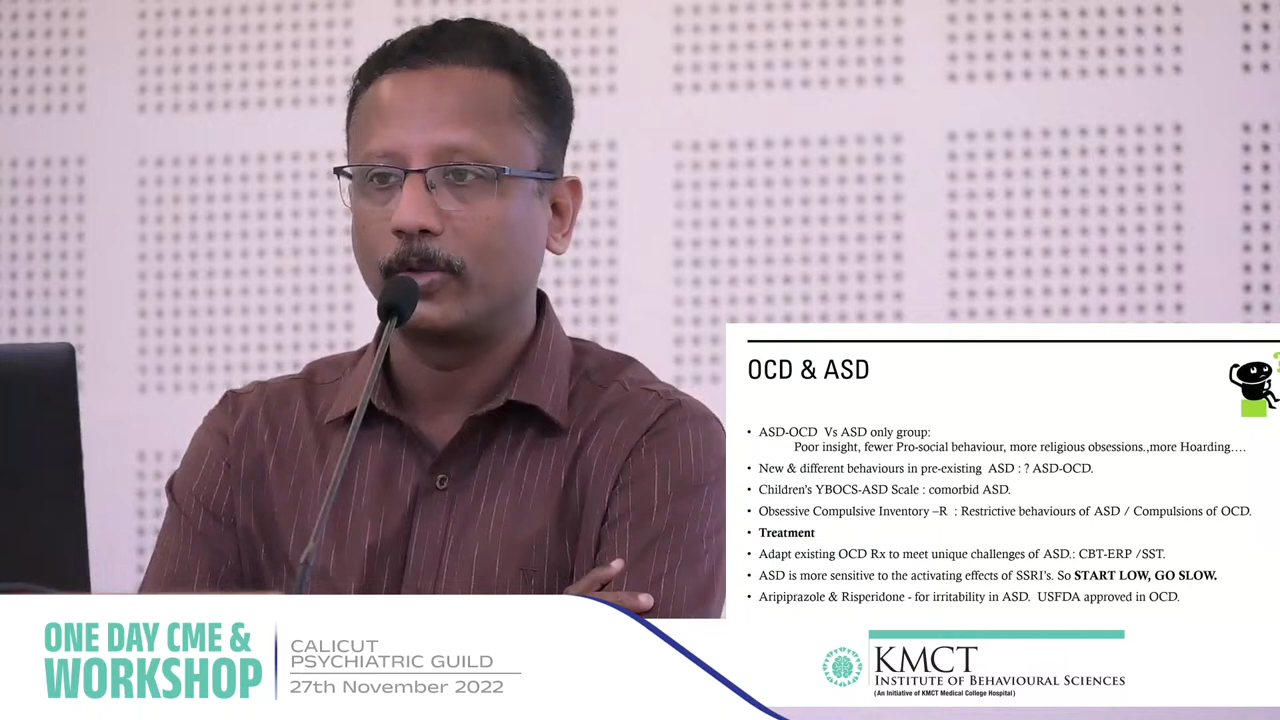 OCD & ASD
• ASD-OCD Vs ASD only group:
Poor insight, fewer Pro-social behaviour, more religious obsessions.,more Hoarding....
• New & different behaviours in pre-existing ASD : ? ASD-OCD.
• Children's YBOCS-ASD Scale : comorbid ASD.
• Obsessive Compulsive Inventory –R : Restrictive behaviours of ASD / Compulsions of OCD.
• Treatment
• Adapt existing OCD Rx to meet unique challenges of ASD.: CBT-ERP /SST.
• ASD is more sensitive to the activating effects of SSRI's. So START LOW, GO SLOW.
• Aripiprazole & Risperidone - for irritability in ASD. USFDA approved in OCD.
ONE DAY CME &
WORKSHOP
CALICUT
PSYCHIATRIC GUILD
27th November 2022
KMCT
INSTITUTE OF BEHAVIOURAL SCIENCES
(An Initiative of KMCT Medical College Hospital)